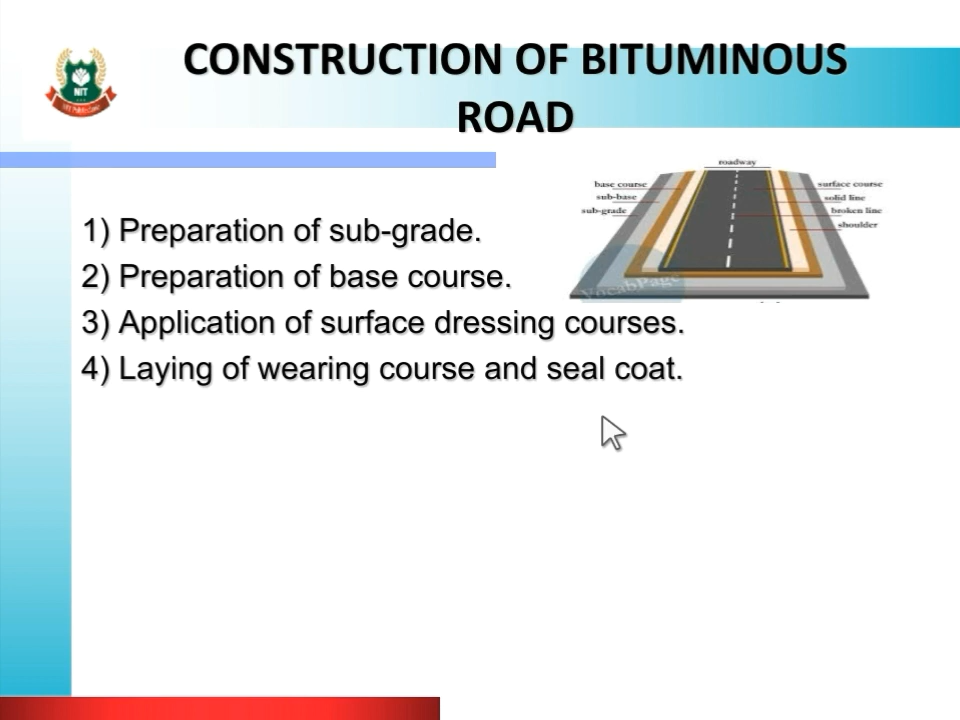 CONSTRUCTION OF BITUMINOUS
ROAD
NIT
roadway
base course
surface course
sub-base
solid line
sub-grade
broken line
shoulder
VocabPage
1) Preparation of sub-grade.
2) Preparation of base course.
3) Application of surface dressing courses.
4) Laying of wearing course and seal coat.